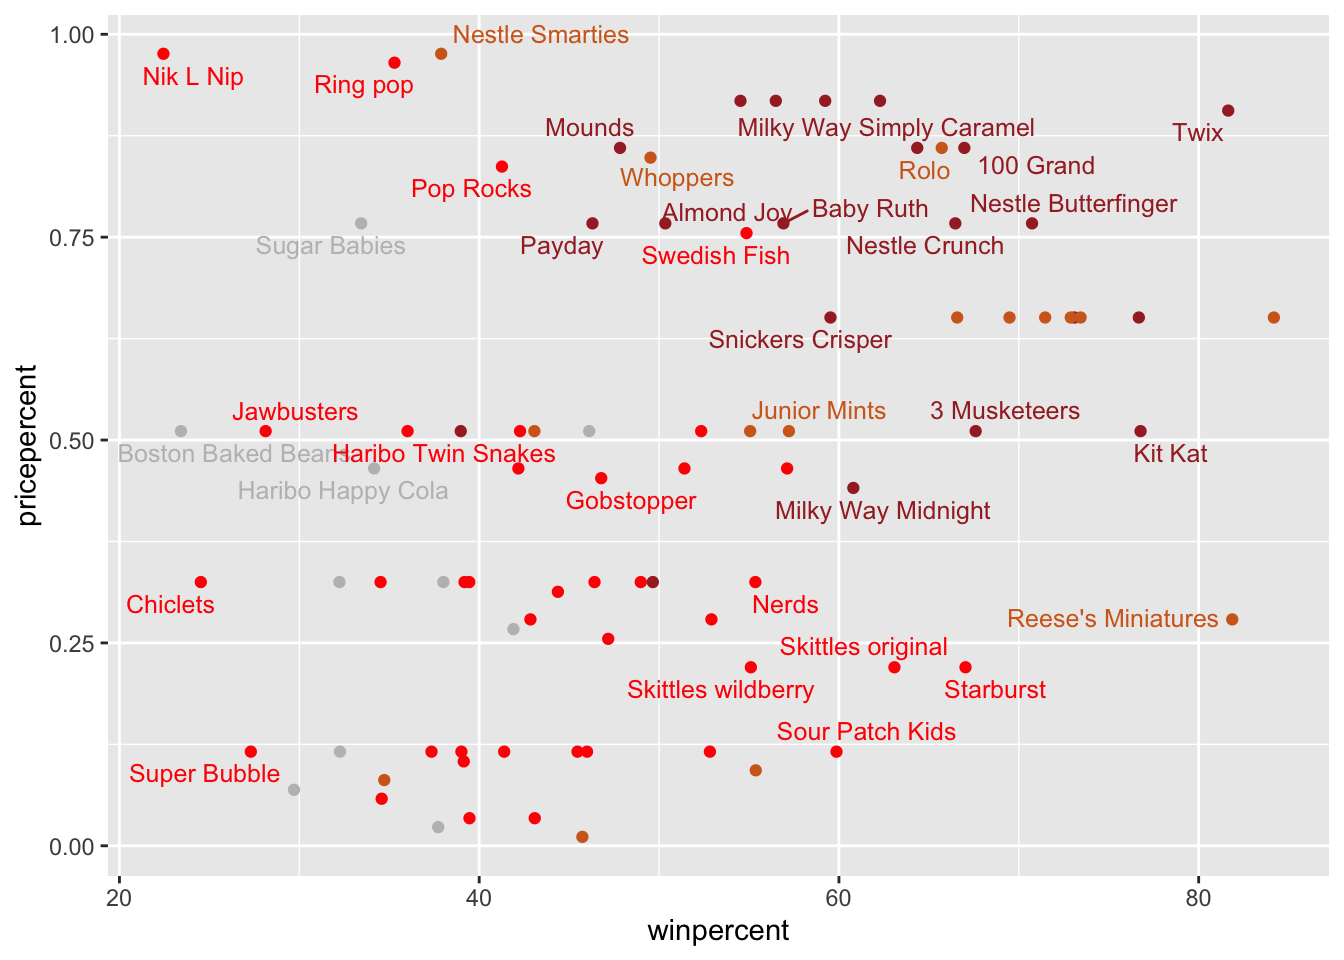 1.00
Nestle Smarties
Nik L Nip
Ring pop
Mounds
Milky Way Simply Caramel
Twix
Whoppers
Rolo
100 Grand
Pop Rocks
Nestle Butterfinger
Almond Joy
Baby Ruth
0.75
Sugar Babies
Payday
Swedish Fish
Nestle Crunch
Snickers Crisper
Jawbusters
Junior Mints
3 Musketeers
0.50
Boston Baked Beans
Haribo Twin Snakes
Kit Kat
Haribo Happy Cola
Gobstopper
Milky Way Midnight
pricepercent
Chiclets
Nerds
Reese's Miniatures
0.25
Skittles original
Skittles wildberry
Starburst
Sour Patch Kids
Super Bubble
0.00
20
40
60
80
winpercent